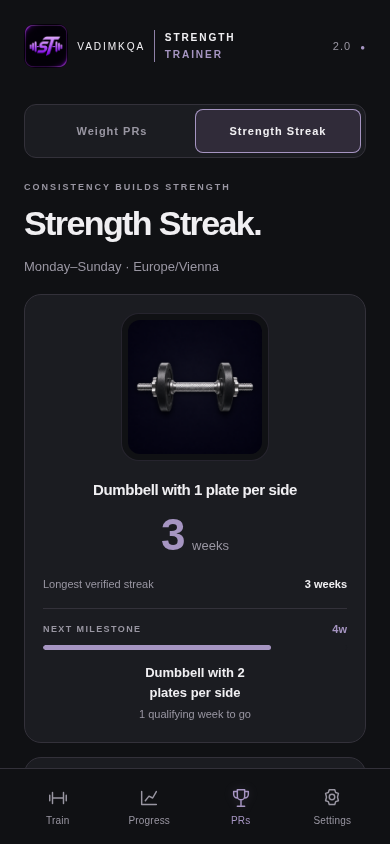 ST
VADIMKQA
STRENGTH
TRAINER
2.0
Weight PRs
Strength Streak
CONSISTENCY BUILDS STRENGTH
Strength Streak.
Monday–Sunday · Europe/Vienna
Dumbbell with 1 plate per side
3 weeks
Longest verified streak 3 weeks
NEXT MILESTONE 4w
Dumbbell with 2
plates per side
1 qualifying week to go
Train
Progress
PRs
Settings